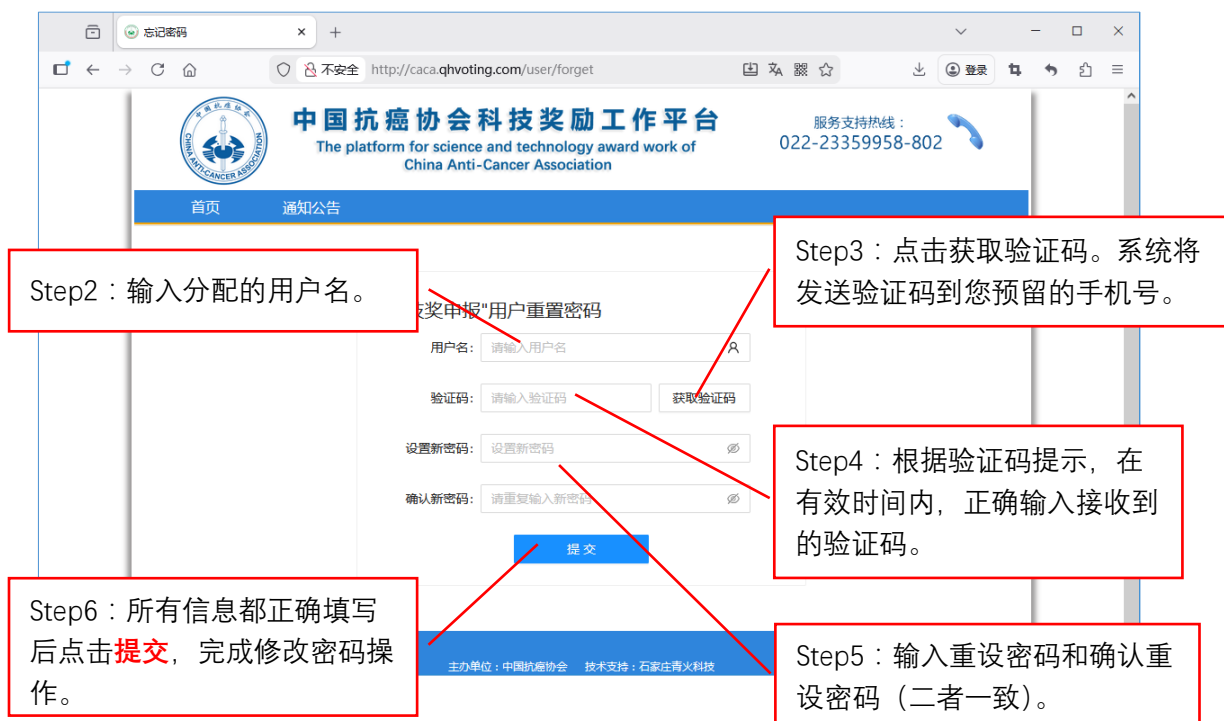 忘记密码
不安全 http://caca.qhvoting.com/user/forget
登录
中国抗癌协会
CHINA ANTI-CANCER ASSOCIATION
中国抗癌协会科技奖励工作平台
The platform for science and technology award work of
China Anti-Cancer Association
服务支持热线：
022-23359958-802
首页 通知公告
Step2：输入分配的用户名。
Step3：点击获取验证码。系统将
发送验证码到您预留的手机号。
奖申报"用户重置密码
用户名: 请输入用户名
验证码: 请输入验证码 获取验证码
设置新密码: 设置新密码
确认新密码: 请重复输入新密码
提 交
Step4：根据验证码提示，在
有效时间内，正确输入接收到
的验证码。
Step6：所有信息都正确填写
后点击提交，完成修改密码操
作。
主办单位：中国抗癌协会 技术支持：石家庄青火科技
Step5：输入重设密码和确认重
设密码（二者一致）。